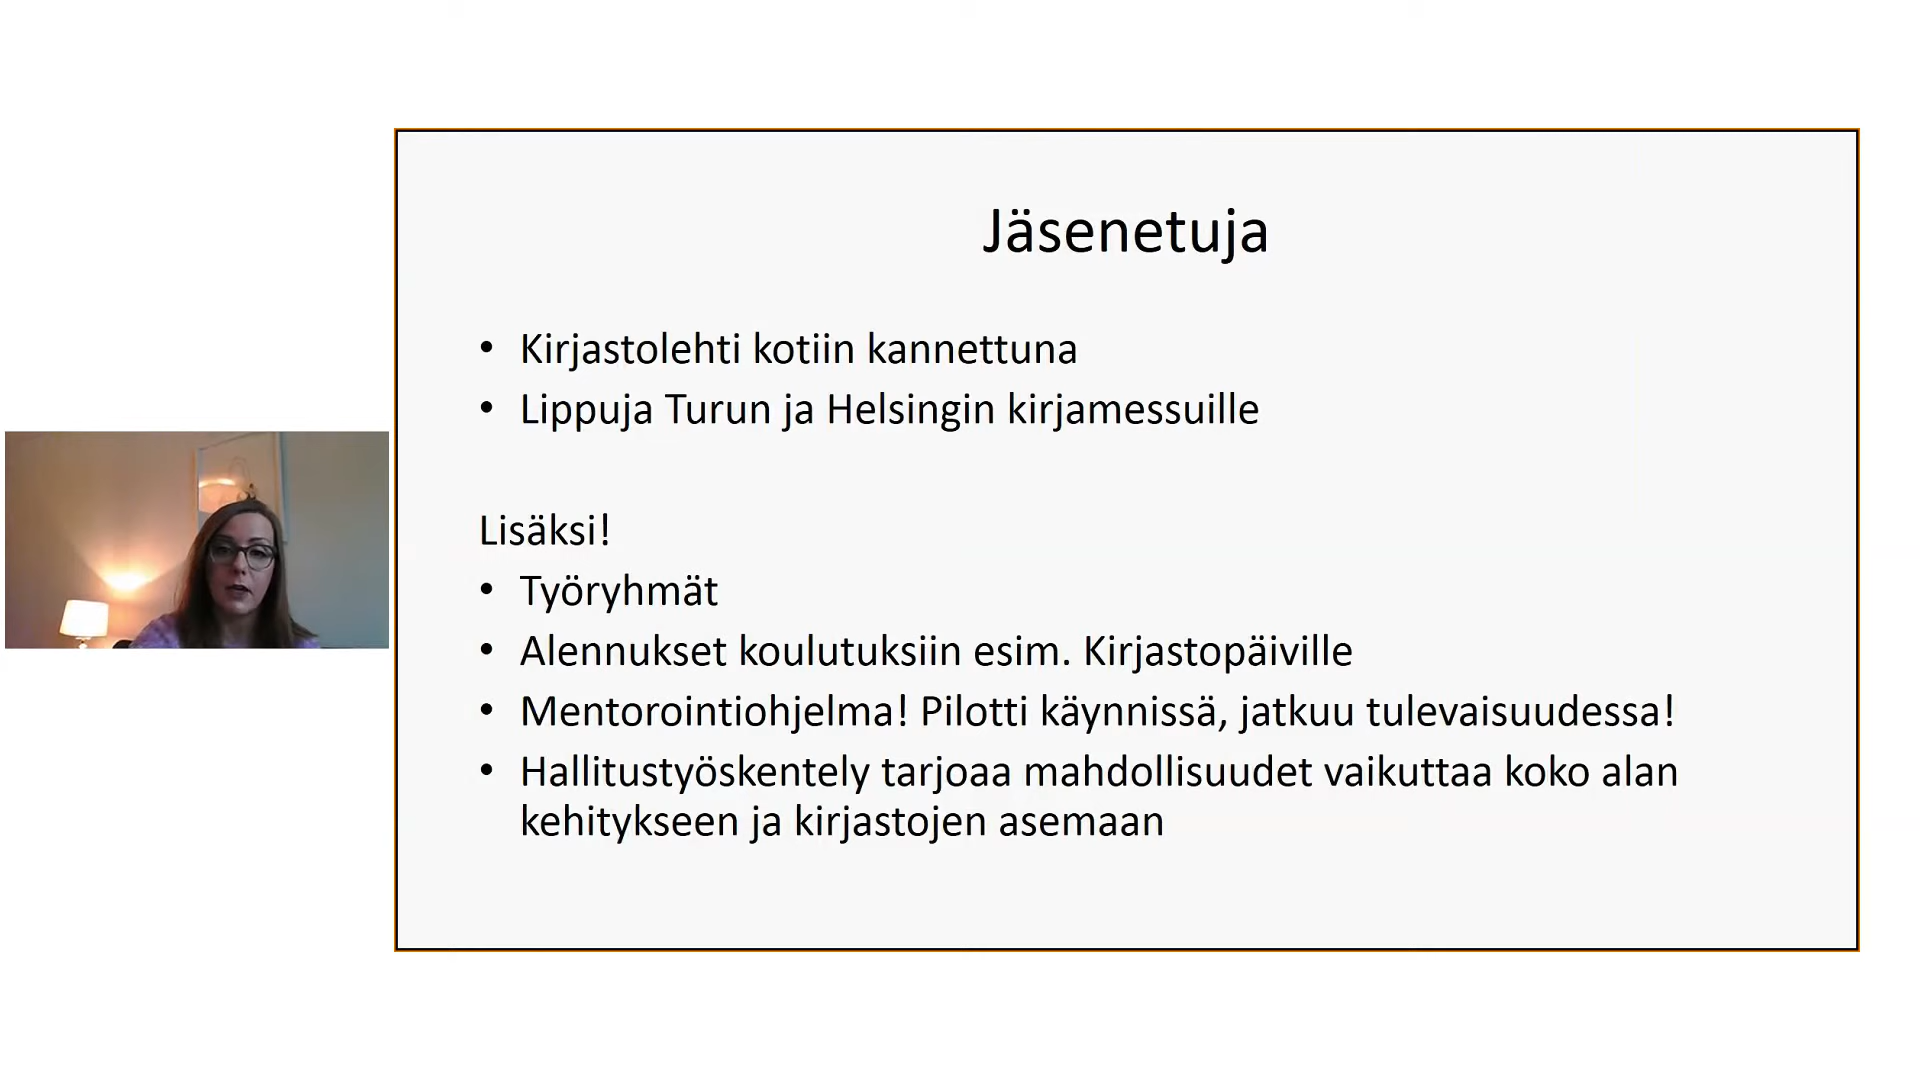 Jäsenetuja
• Kirjastolehti kotiin kannettuna
• Lippuja Turun ja Helsingin kirjamessuille
Lisäksi!
• Työryhmät
• Alennukset koulutuksiin esim. Kirjastopäiville
• Mentorointiohjelma! Pilotti käynnissä, jatkuu tulevaisuudessa!
• Hallitustyöskentely tarjoaa mahdollisuudet vaikuttaa koko alan
kehitykseen ja kirjastojen asemaan